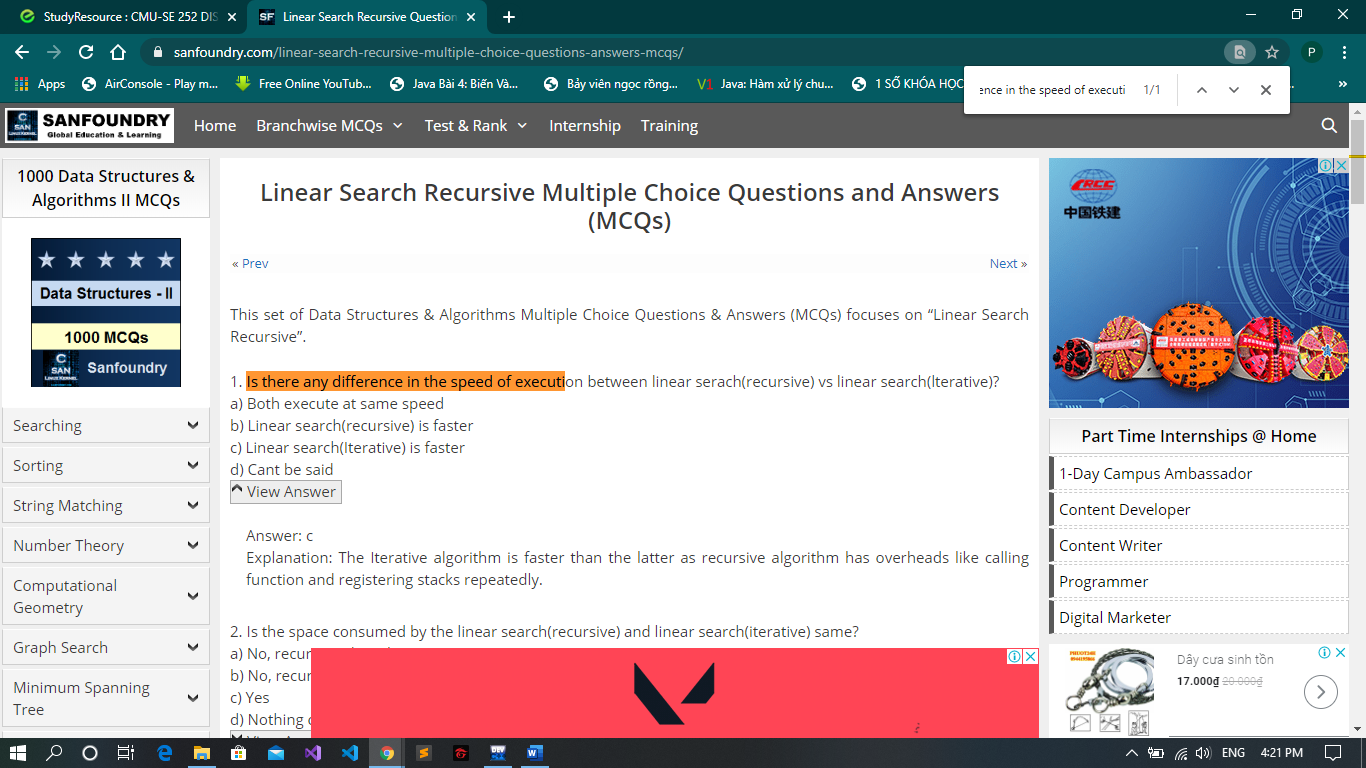 StudyResource : CMU-SE 252 DIS
Linear Search Recursive Question
sanfoundry.com/linear-search-recursive-multiple-choice-questions-answers-mcqs/
P
Apps
AirConsole - Play m...
Free Online YouTub...
Java Bài 4: Biến Và...
Bảy viên ngọc rồng...
Java: Hàm xử lý chu...
1 SỐ KHÓA HỌC
ence in the speed of executi 1/1
SANFOUNDRY
Global Education & Learning
Home
Branchwise MCQs
Test & Rank
Internship
Training
1000 Data Structures &
Algorithms II MCQs
Data Structures - II
1000 MCQs
Sanfoundry
Searching
Sorting
String Matching
Number Theory
Computational
Geometry
Graph Search
Minimum Spanning
Tree
Linear Search Recursive Multiple Choice Questions and Answers
(MCQs)
« Prev
Next »
This set of Data Structures & Algorithms Multiple Choice Questions & Answers (MCQs) focuses on “Linear Search
Recursive”.
1. Is there any difference in the speed of execution between linear serach(recursive) vs linear search(lterative)?
a) Both execute at same speed
b) Linear search(recursive) is faster
c) Linear search(Iterative) is faster
d) Cant be said
View Answer
Answer: c
Explanation: The Iterative algorithm is faster than the latter as recursive algorithm has overheads like calling
function and registering stacks repeatedly.
2. Is the space consumed by the linear search(recursive) and linear search(iterative) same?
a) No, recur
b) No, recur
c) Yes
d) Nothing
CRCC
中国铁建
Part Time Internships @ Home
1-Day Campus Ambassador
Content Developer
Content Writer
Programmer
Digital Marketer
Dây cưa sinh tồn
17.000₫ 20.000₫
ENG
4:21 PM